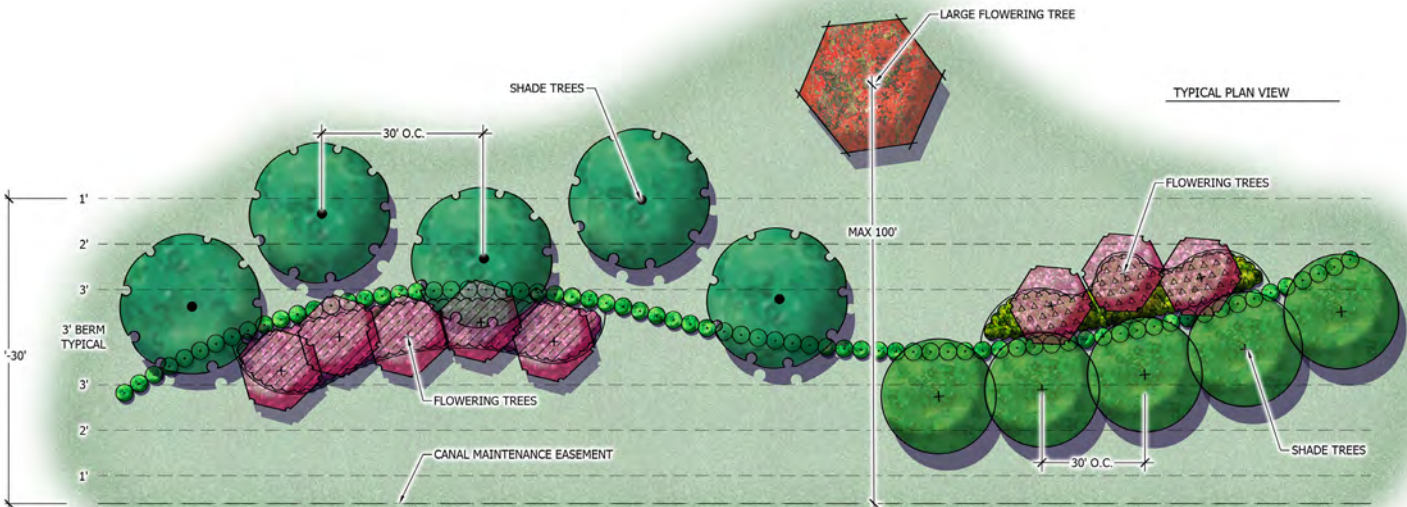 LARGE FLOWERING TREE
SHADE TREES
TYPICAL PLAN VIEW
30' O.C.
FLOWERING TREES
1'
2'
MAX 100'
3'
3' BERM
TYPICAL
'-30'
3'
FLOWERING TREES
2'
CANAL MAINTENANCE EASEMENT
SHADE TREES
30' O.C.
1'